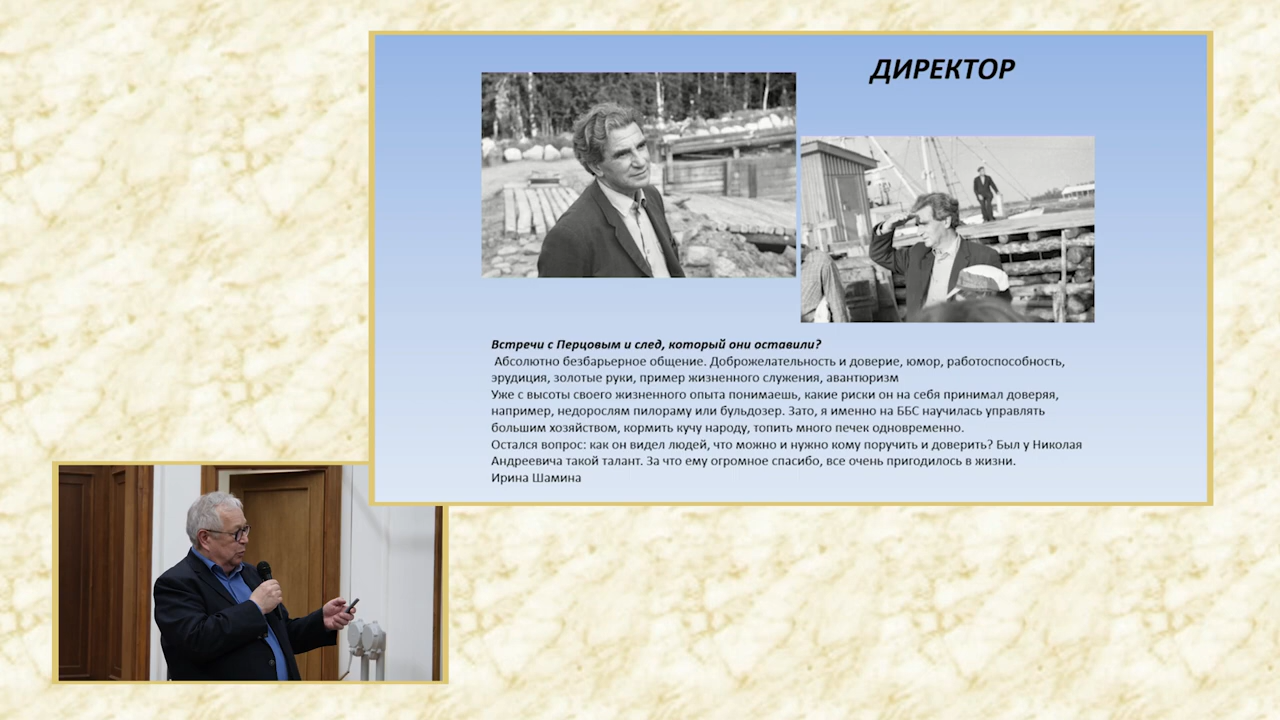 ДИРЕКТОР
Встречи с Перцовым и след, который они оставили?
Абсолютно безбарьерное общение. Доброжелательность и доверие, юмор, работоспособность,
эрудиция, золотые руки, пример жизненного служения, авантюризм
Уже с высоты своего жизненного опыта понимаешь, какие риски он на себя принимал доверяя,
например, недорослям пилораму или бульдозер. Зато, я именно на ББС научилась управлять
большим хозяйством, кормить кучу народу, топить много печек одновременно.
Остался вопрос: как он видел людей, что можно и нужно кому поручить и доверить? Был у Николая
Андреевича такой талант. За что ему огромное спасибо, все очень пригодилось в жизни.
Ирина Шамина